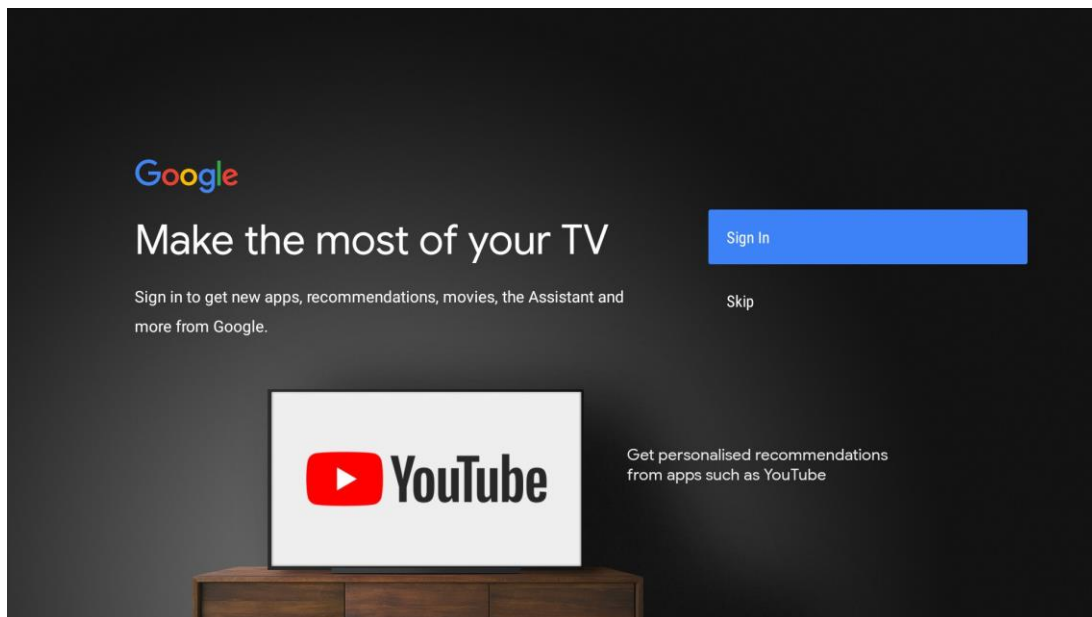 Google
Make the most of your TV
Sign in to get new apps, recommendations, movies, the Assistant and
more from Google.
Sign In
Skip
YouTube
Get personalised recommendations
from apps such as YouTube